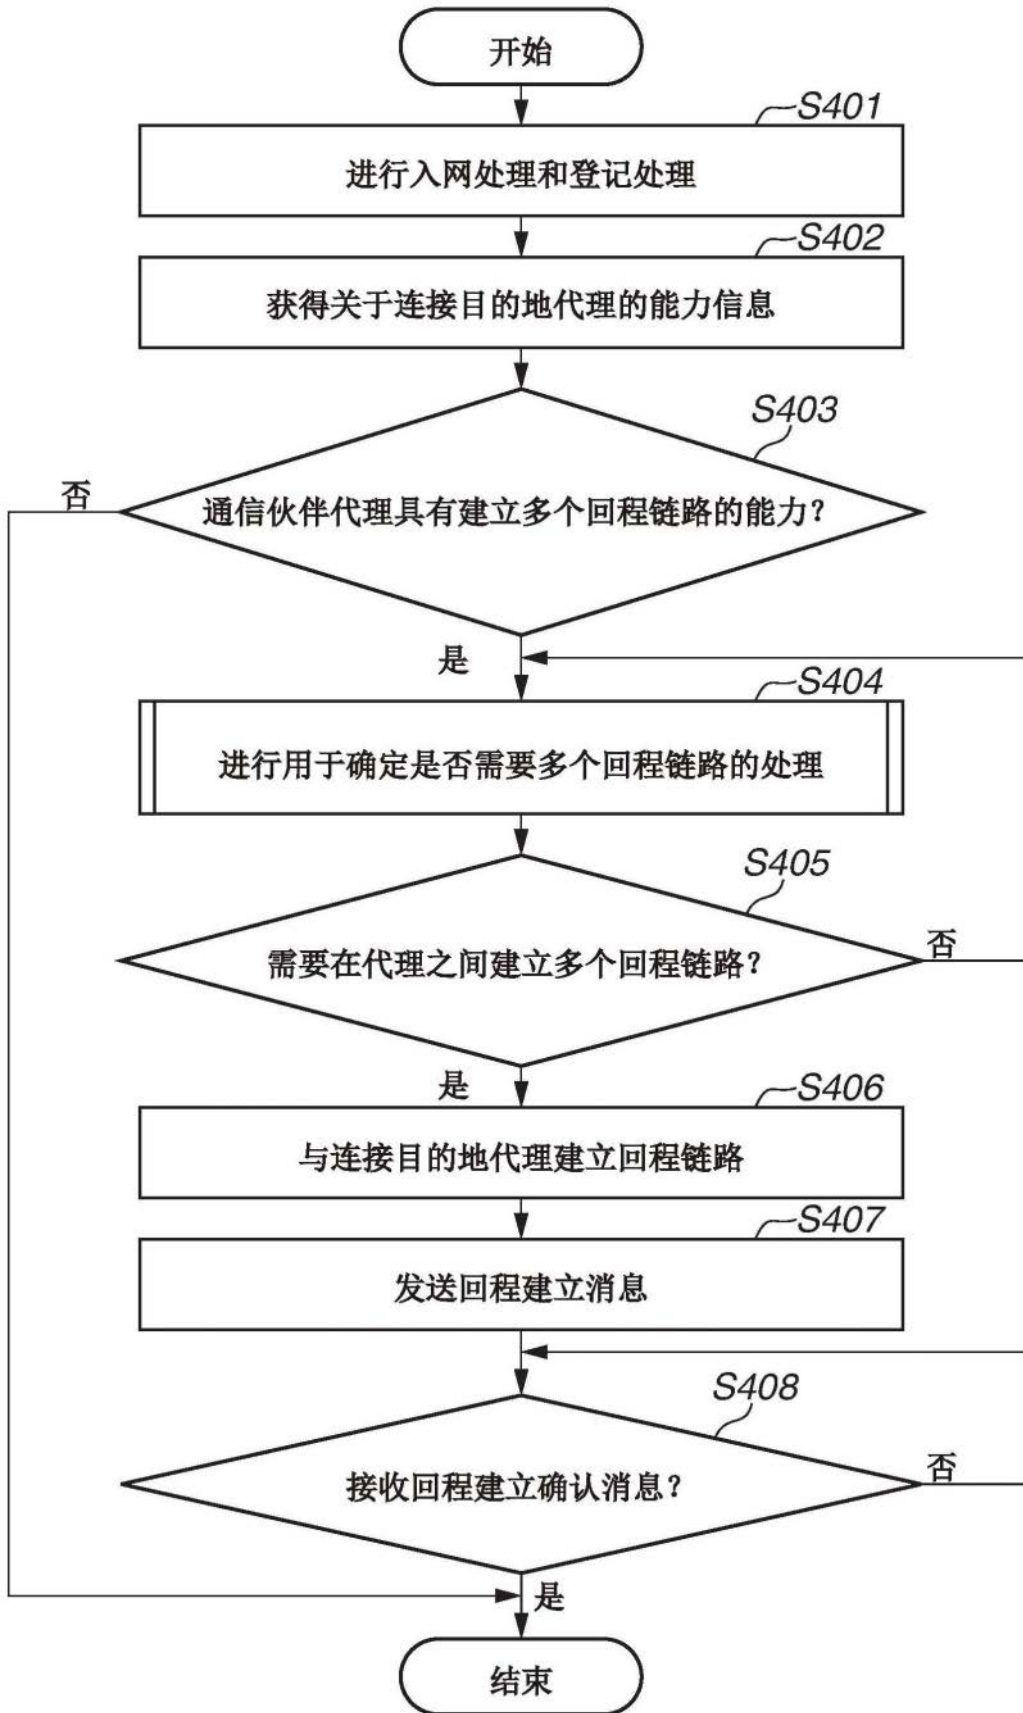 开始
S401
进行入网处理和登记处理
S402
获得关于连接目的地代理的能力信息
S403
否
通信伙伴代理具有建立多个回程链路的能力?
是
S404
进行用于确定是否需要多个回程链路的处理
S405
否
需要在代理之间建立多个回程链路?
是
S406
与连接目的地代理建立回程链路
S407
发送回程建立消息
S408
否
接收回程建立确认消息?
是
结束